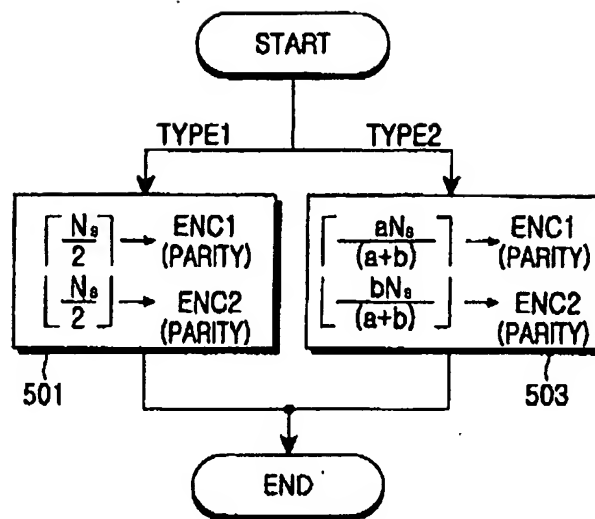 START
TYPE1 TYPE2
[Ns/2] → ENC1
(PARITY)
[Ns/2] → ENC2
(PARITY)
[aNs/(a+b)] → ENC1
(PARITY)
[bNs/(a+b)] → ENC2
(PARITY)
501
503
END